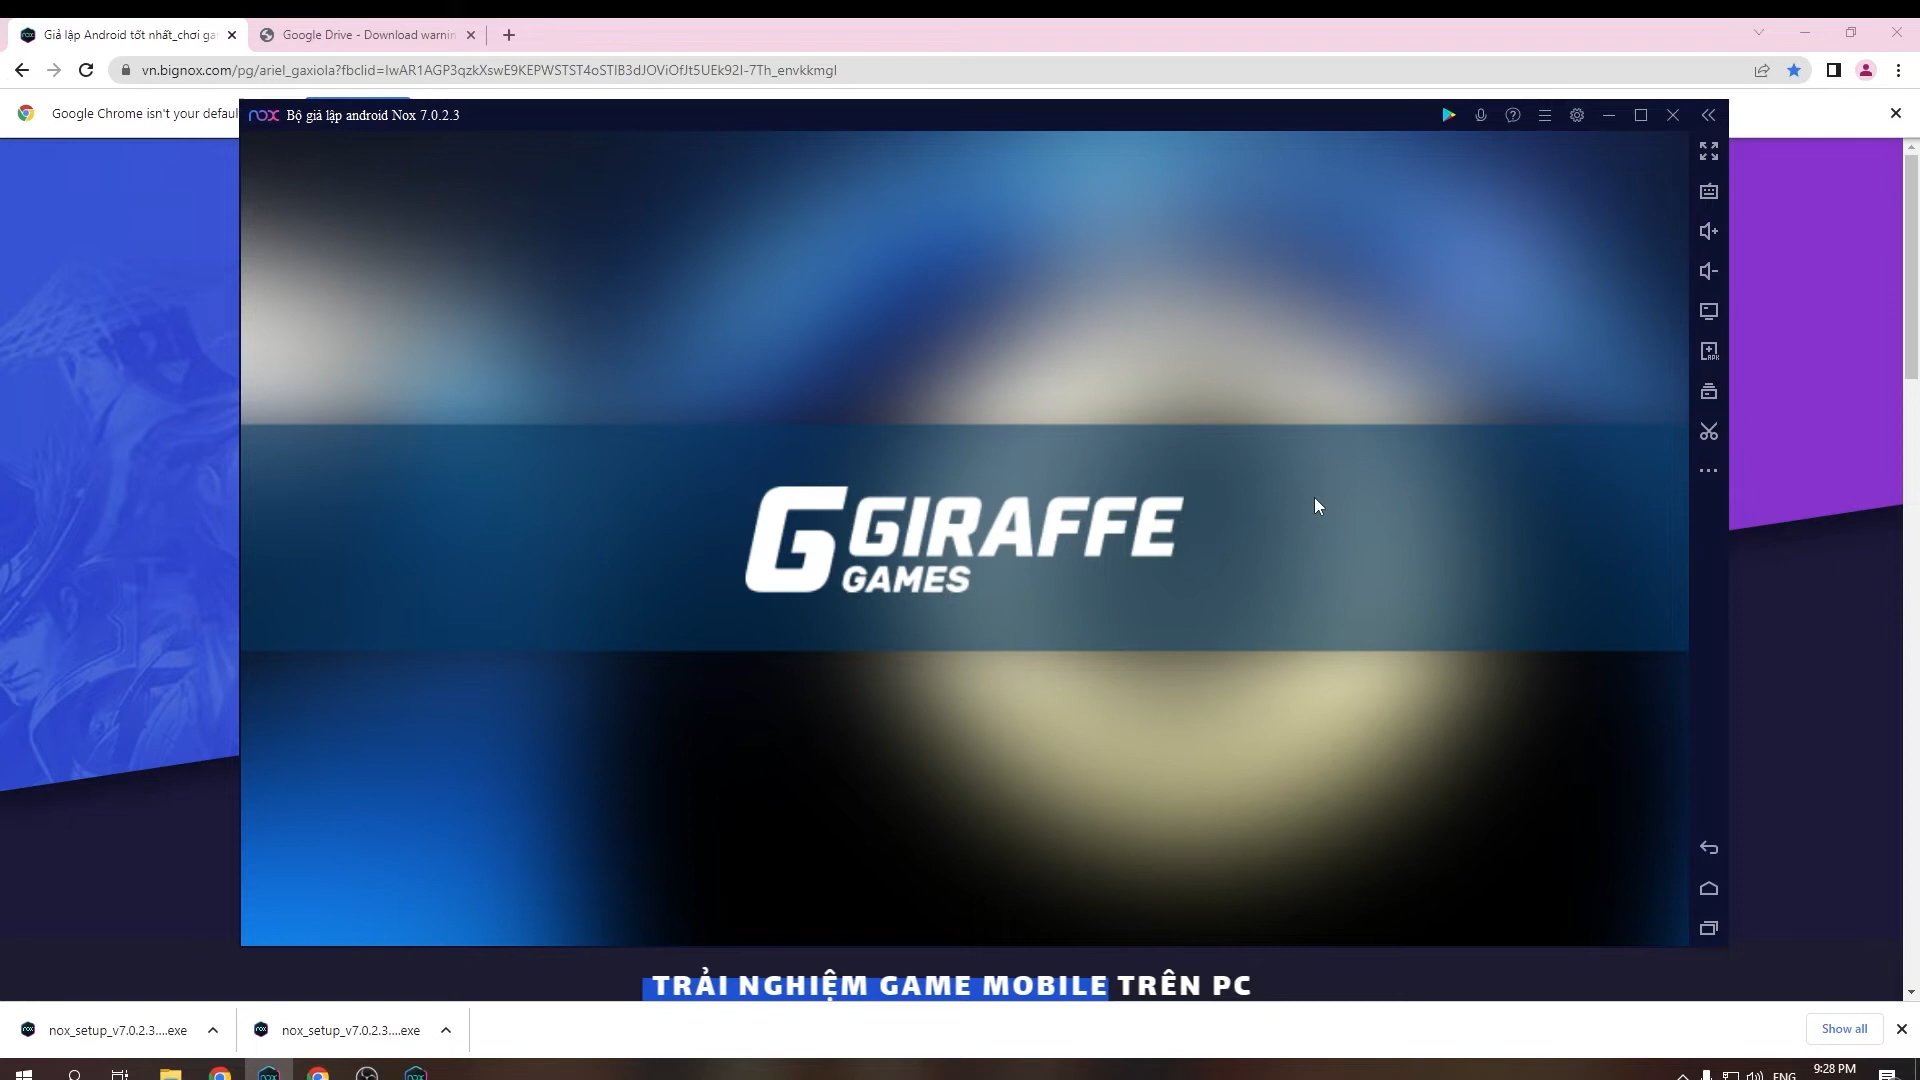 Giả lập Android tốt nhất_chơi ga
Google Drive - Download warnin
vn.bignox.com/pg/ariel_gaxiola?fbclid=IwAR1AGP3qzkXswE9KEPWSTST4oSTIB3dJOViOfJt5UEk92I-7Th_envkkmgI
Google Chrome isn't your defaul
nox Bộ giả lập android Nox 7.0.2.3
GIRAFFE
GAMES
TRẢI NGHIỆM GAME MOBILE TRÊN PC
nox_setup_v7.0.2.3....exe
nox_setup_v7.0.2.3....exe
Show all
ENG
9:28 PM